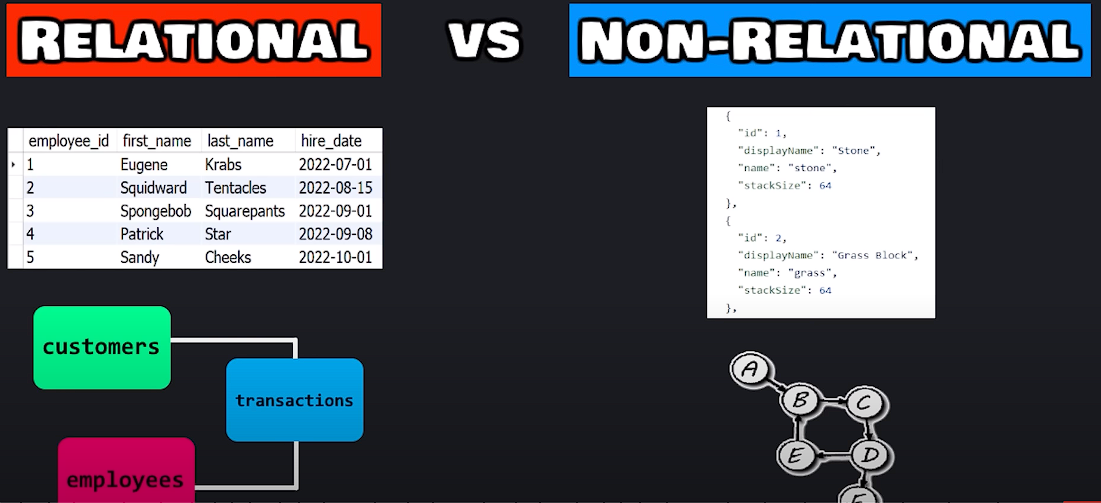 RELATIONAL VS NON-RELATIONAL
employee_id first_name last_name hire_date
1 Eugene Krabs 2022-07-01
2 Squidward Tentacles 2022-08-15
3 Spongebob Squarepants 2022-09-01
4 Patrick Star 2022-09-08
5 Sandy Cheeks 2022-10-01
customers
transactions
employees
{
"id": 1,
"displayName": "Stone",
"name": "stone",
"stackSize": 64
},
{
"id": 2,
"displayName": "Grass Block",
"name": "grass",
"stackSize": 64
},
A
B
C
E
D